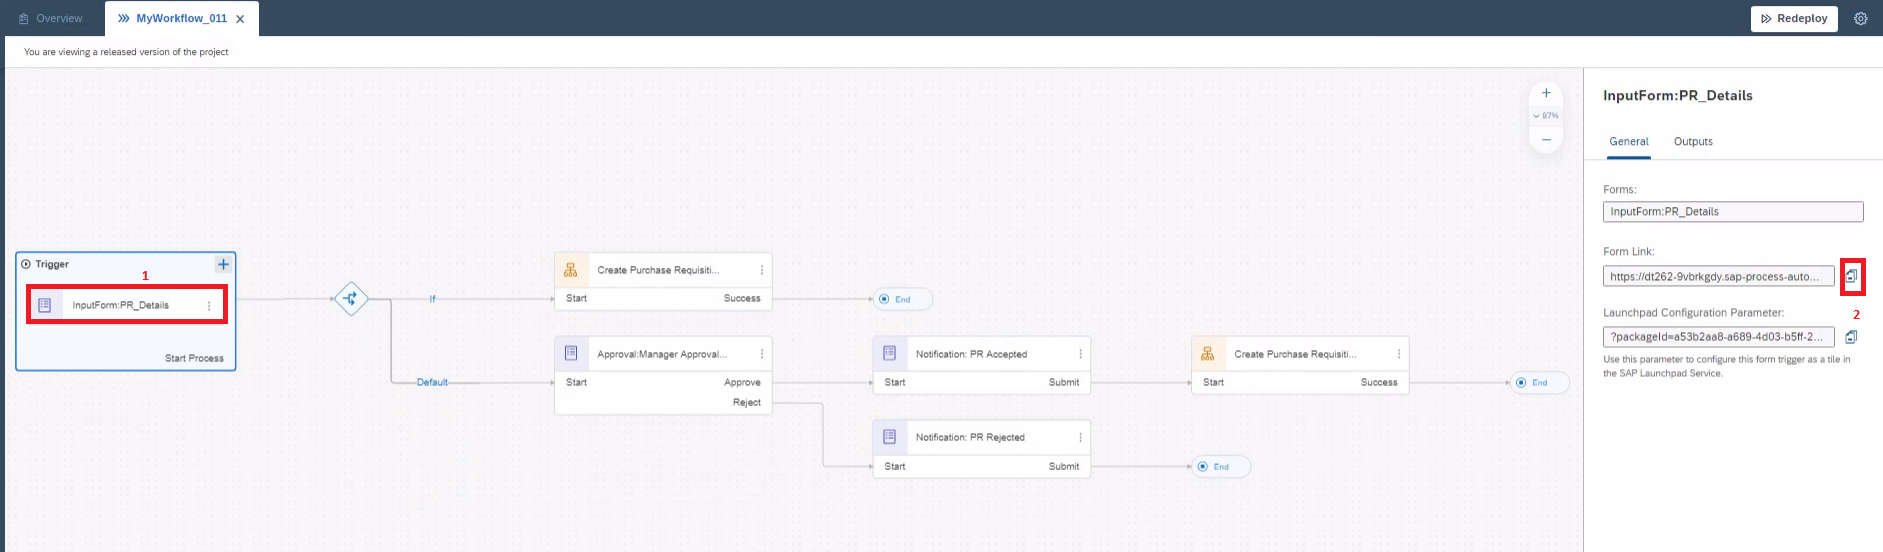 Overview
MyWorkflow_011
Redeploy
You are viewing a released version of the project
87%
Trigger
1
InputForm:PR_Details
Start Process
If
Default
Create Purchase Requisiti...
Start Success
End
Approval:Manager Approval...
Start Approve
Reject
Notification: PR Accepted
Start Submit
Create Purchase Requisiti...
Start Success
End
Notification: PR Rejected
Start Submit
End
InputForm:PR_Details
General Outputs
Forms:
InputForm:PR_Details
Form Link:
https://dt262-9vbrkgdy.sap-process-auto...
2
Launchpad Configuration Parameter:
?packageId=a53b2aa8-a689-4d03-b5ff-2...
Use this parameter to configure this form trigger as a tile in
the SAP Launchpad Service.